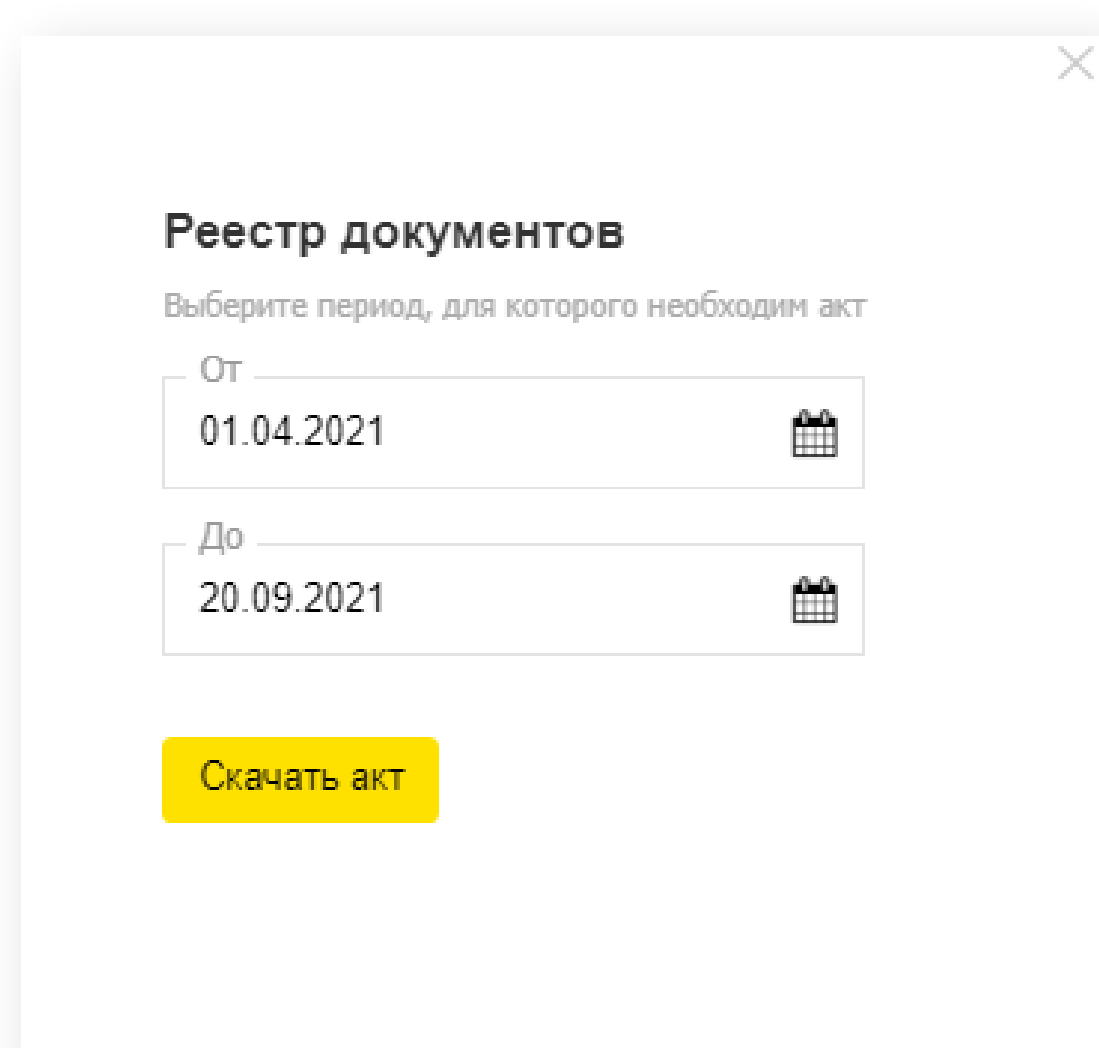 Реестр документов
Выберите период, для которого необходим акт
От
01.04.2021
До
20.09.2021
Скачать акт